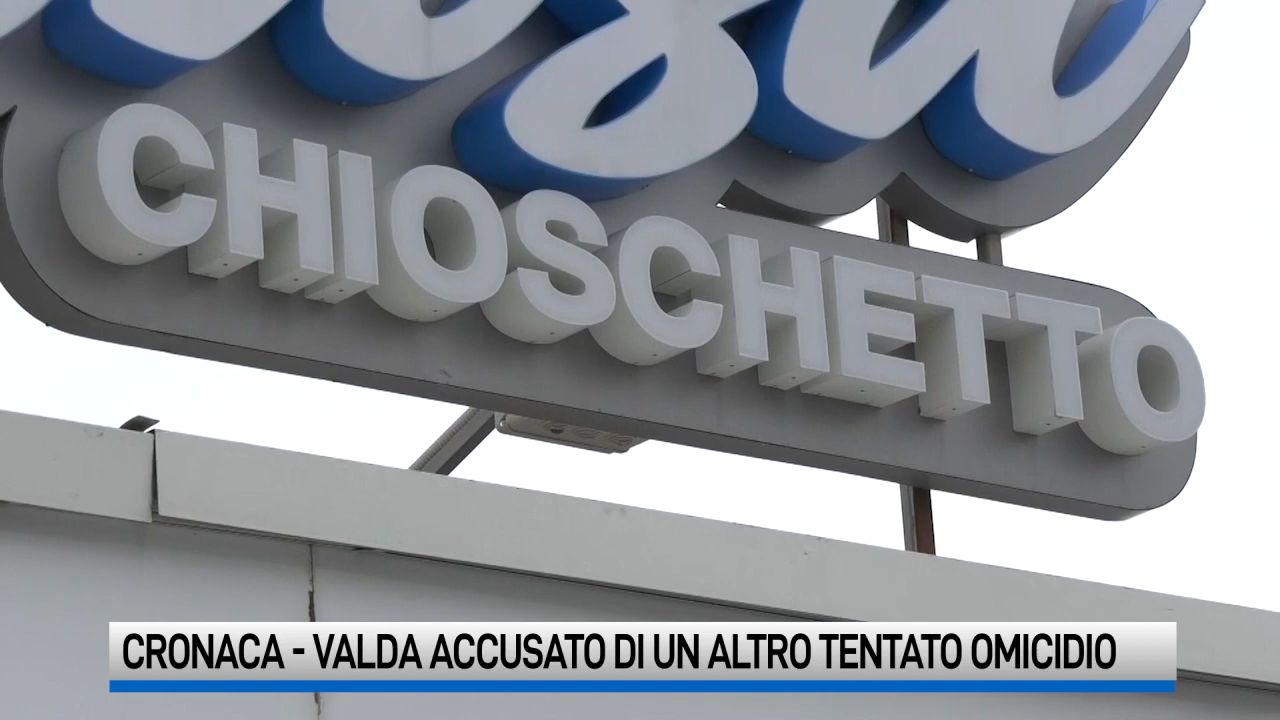 CHIOSCHETTO
CRONACA - VALDA ACCUSATO DI UN ALTRO TENTATO OMICIDIO